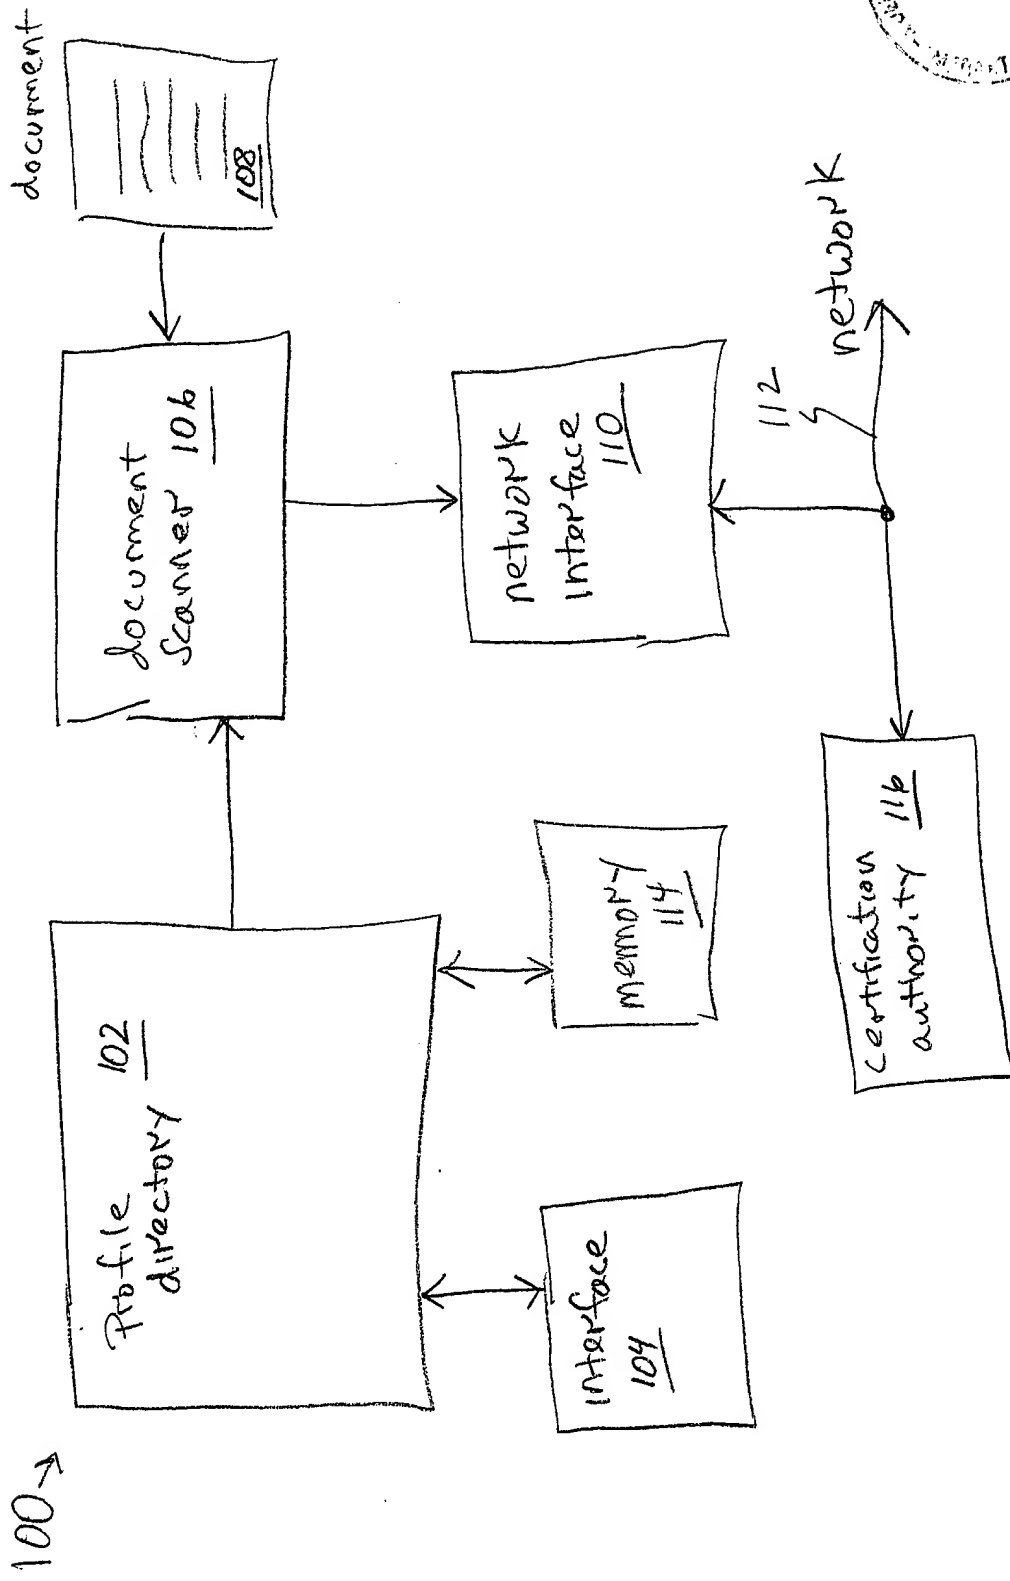 100
Profile
directory
102
document
scanner 106
document
108
Interface
104
memory
114
network
Interface
110
112
network
certification
authority 116